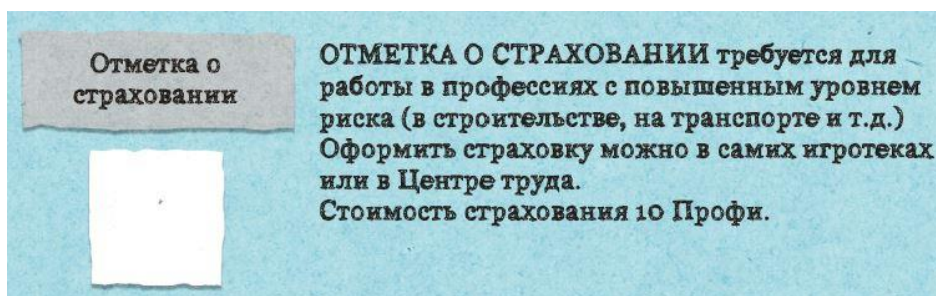 Отметка о
страховании
ОТМЕТКА О СТРАХОВАНИИ требуется для
работы в профессиях с повышенным уровнем
риска (в строительстве, на транспорте и т.д.)
Оформить страховку можно в самих игротеках
или в Центре труда.
Стоимость страхования 10 Профи.